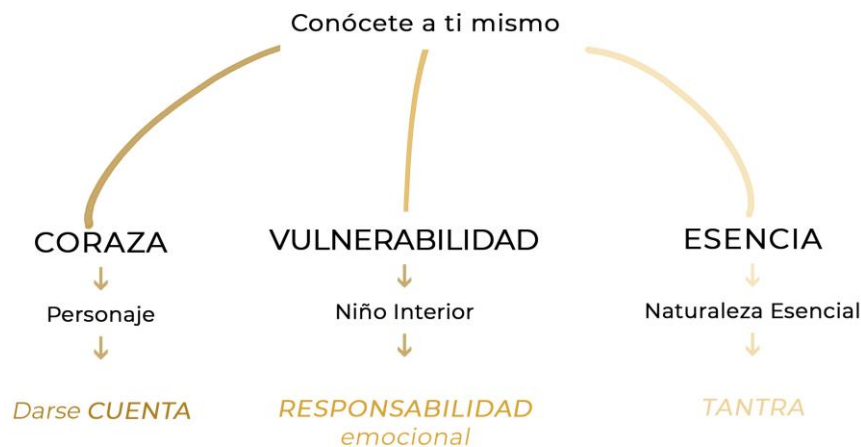 Conócete a ti mismo
CORAZA
Personaje
Darse CUENTA
VULNERABILIDAD
Niño Interior
RESPONSABILIDAD
emocional
ESENCIA
Naturaleza Esencial
TANTRA